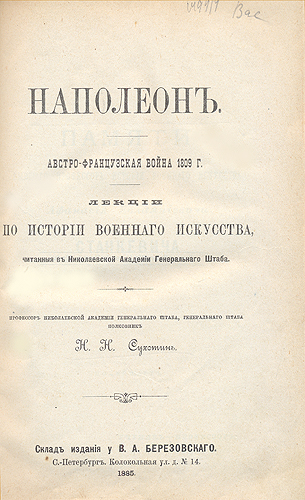 Вас
НАПОЛЕОНЪ.
АВСТРО-ФРАНЦУЗСКАЯ ВОЙНА 1809 Г.
ЛЕКЦІИ
ПО ИСТОРІИ ВОЕННАГО ИСКУССТВА,
читанныя въ Николаевской Академіи Генеральнаго Штаба.
ПРОФЕССОРЪ НИКОЛАЕВСКОЙ АКАДЕМІИ ГЕНЕРАЛЬНАГО ШТАБА, ГЕНЕРАЛЬНАГО ШТАБА
ПОЛКОВНИКЪ
Н. Н. Сухотинъ.
Складъ изданія у В. А. БЕРЕЗОВСКАГО.
С.-Петербургъ. Колокольная ул. д. № 14.
1885.